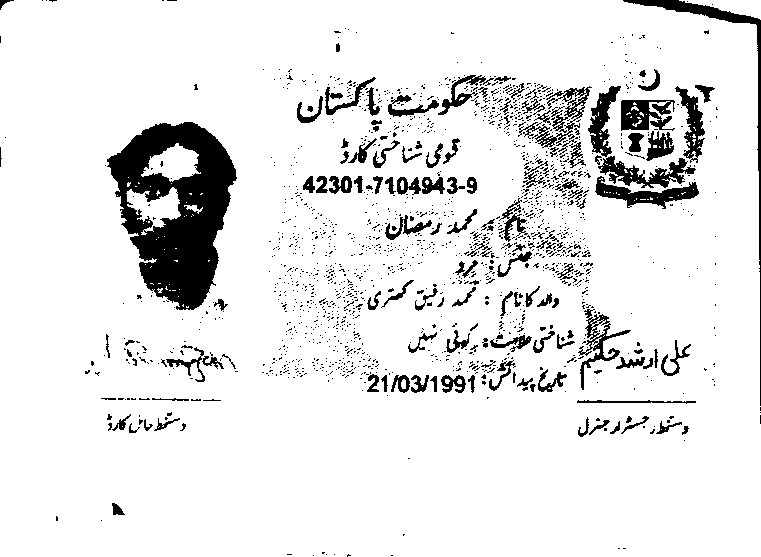 حکومت پاکستان
قومی شناختی کارڈ
42301-7104943-9
نام : محمد رمضان
جنس : مرد
والد کا نام : محمد رفیق کھتری
شناختی علامت : کوئی نہیں
تاریخ پیدائش : 21/03/1991
علی ارشد حکیم
دستخط حامل کارڈ
دستخط رجسٹرار جنرل